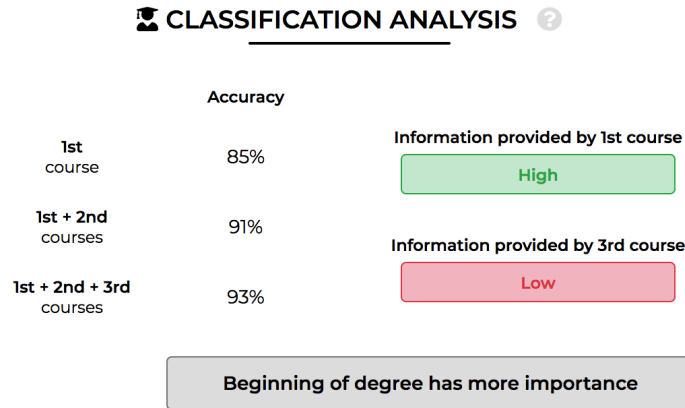 CLASSIFICATION ANALYSIS ?
Accuracy
1st
course
85%
1st + 2nd
courses
91%
1st + 2nd + 3rd
courses
93%
Information provided by 1st course
High
Information provided by 3rd course
Low
Beginning of degree has more importance